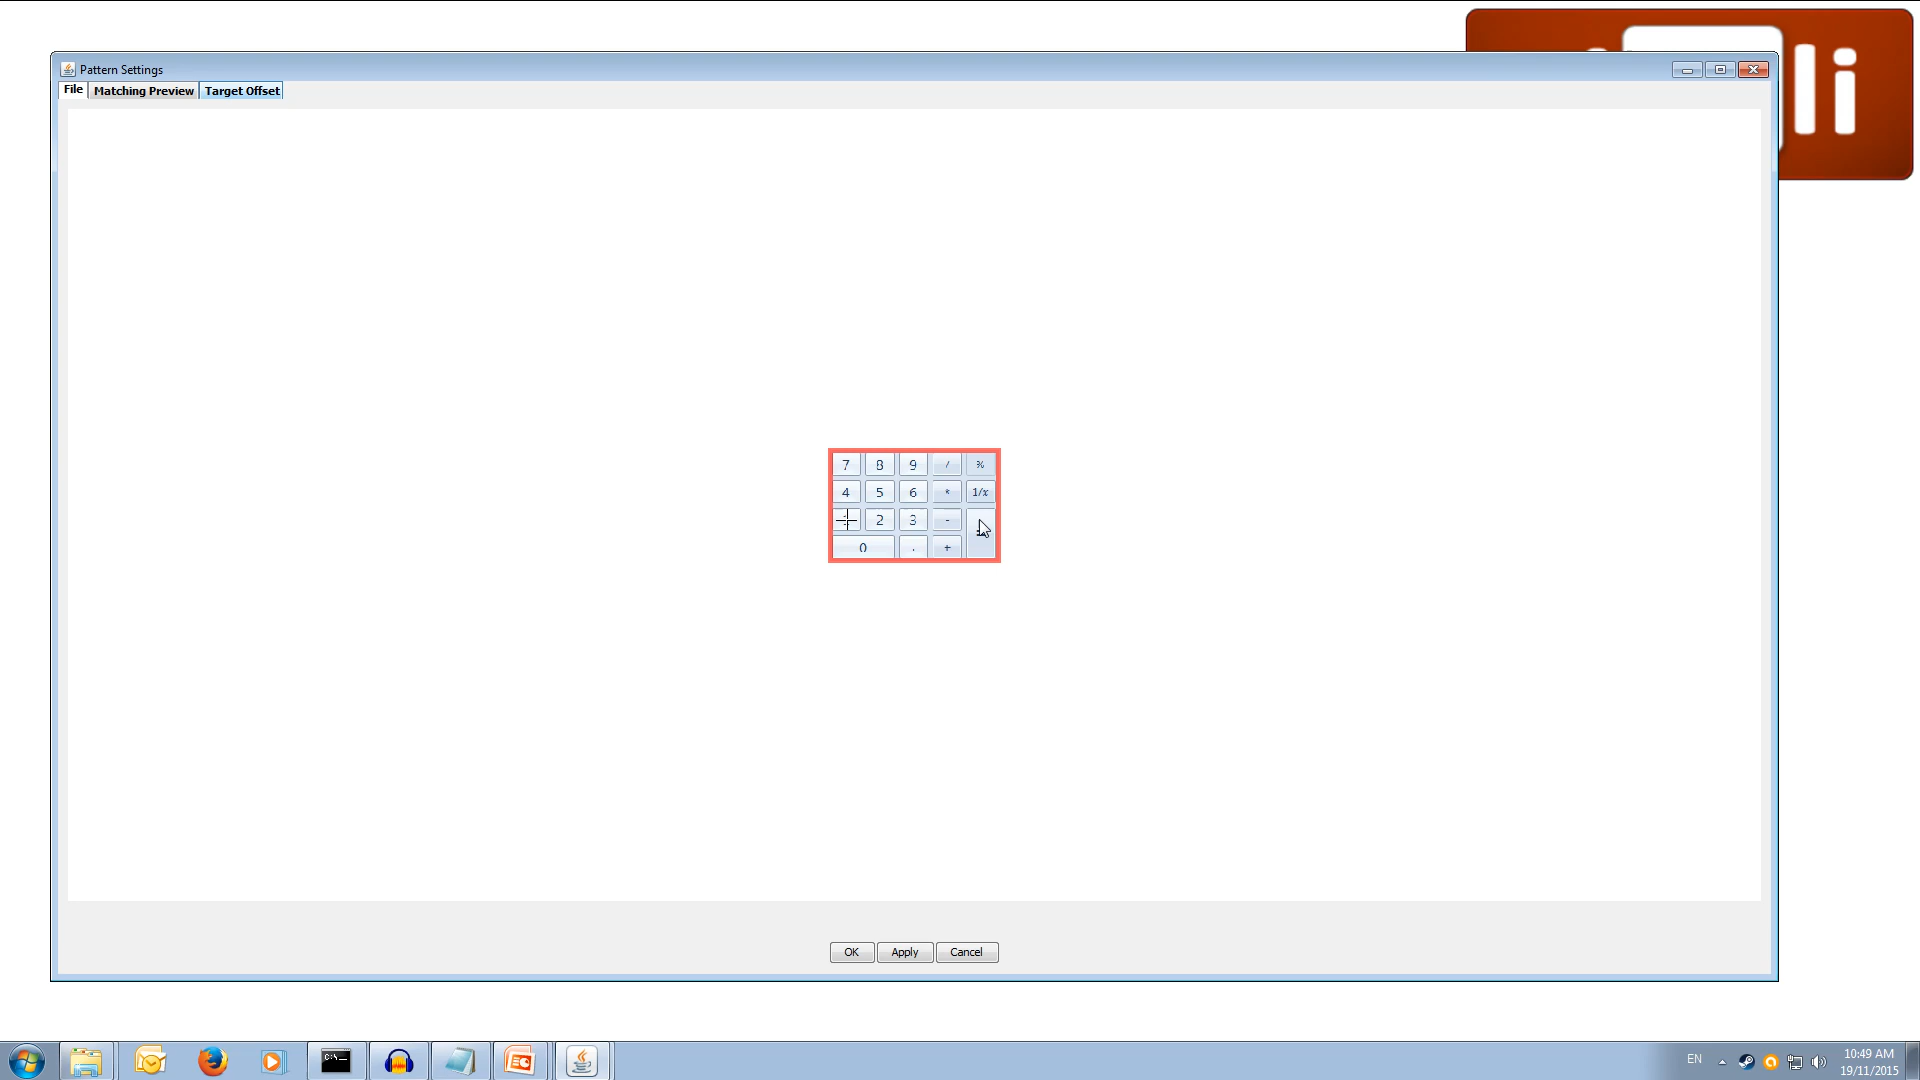 li
Pattern Settings
File Matching Preview Target Offset
7 8 9 / %
4 5 6 * 1/x
2 3 -
0 . +
OK Apply Cancel
C:\
EN
10:49 AM
19/11/2015